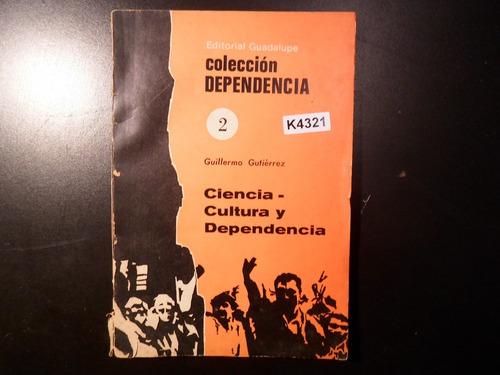 Editorial Guadalupe
colección
DEPENDENCIA
2
K4321
Guillermo Gutiérrez
Ciencia -
Cultura y
Dependencia